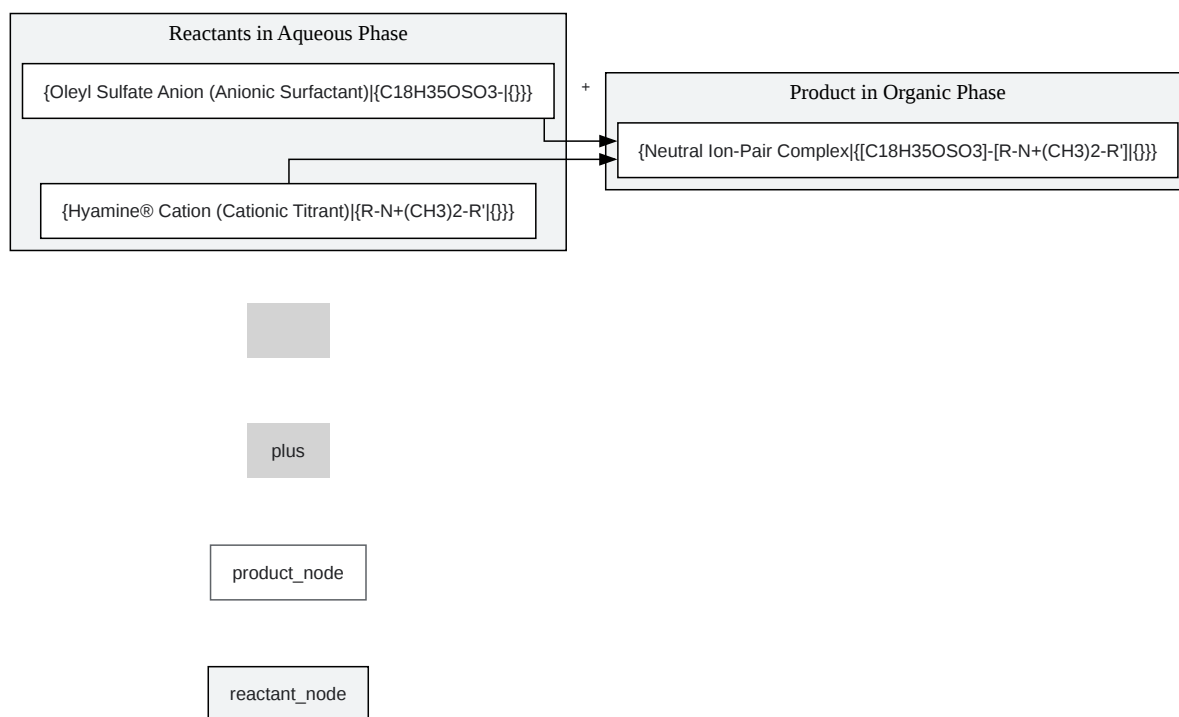 Reactants in Aqueous Phase
{Oleyl Sulfate Anion (Anionic Surfactant)|{C18H35OSO3-|{}}}
{Hyamine® Cation (Cationic Titrant)|{R-N+(CH3)2-R'|{}}}
+
Product in Organic Phase
{Neutral Ion-Pair Complex|{[C18H35OSO3]-[R-N+(CH3)2-R']|{}}}
plus
product_node
reactant_node